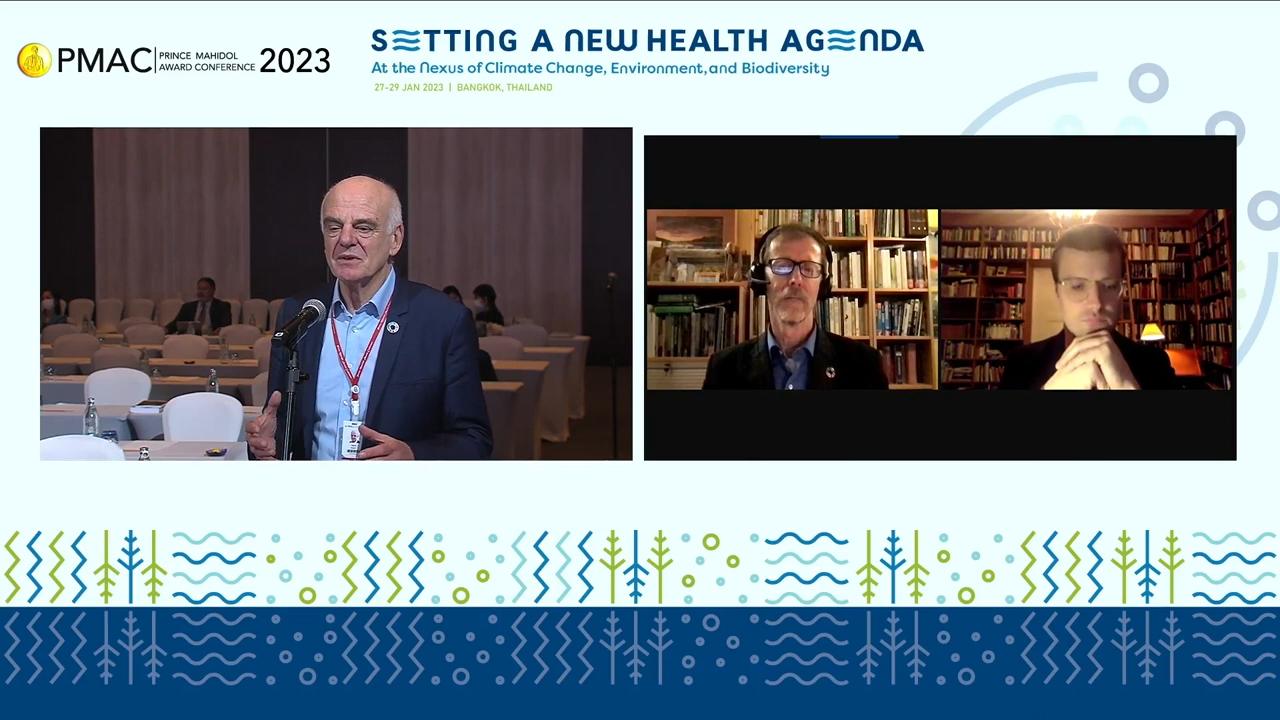 PMAC
PRINCE MAHIDOL
AWARD CONFERENCE
2023
SETTING A NEW HEALTH AGENDA
At the Nexus of Climate Change, Environment, and Biodiversity
27-29 JAN 2023 | BANGKOK, THAILAND